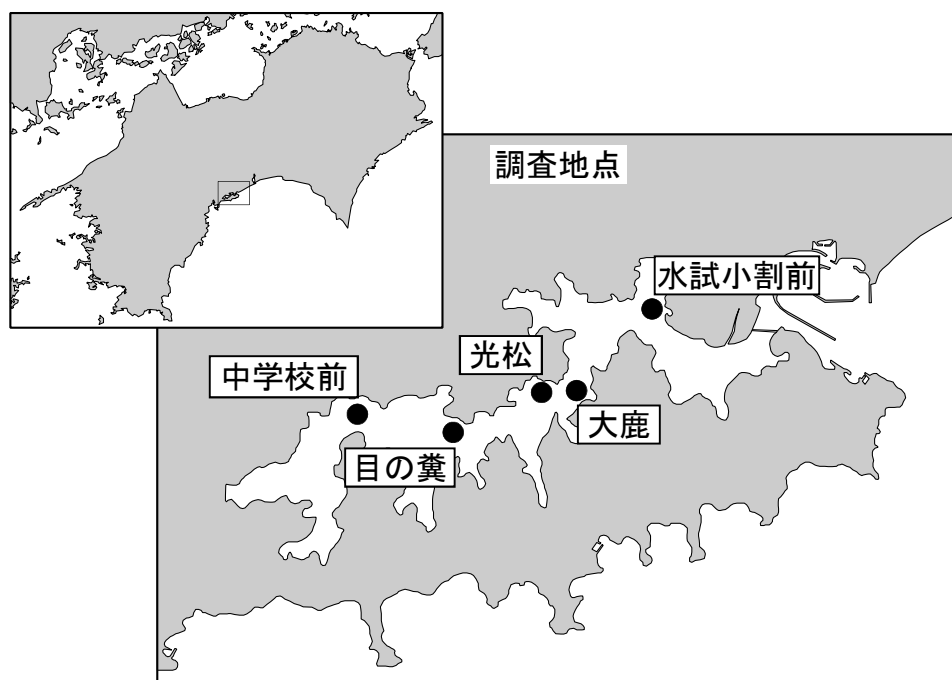 調査地点
水試小割前
光松
中学校前
大鹿
目の糞